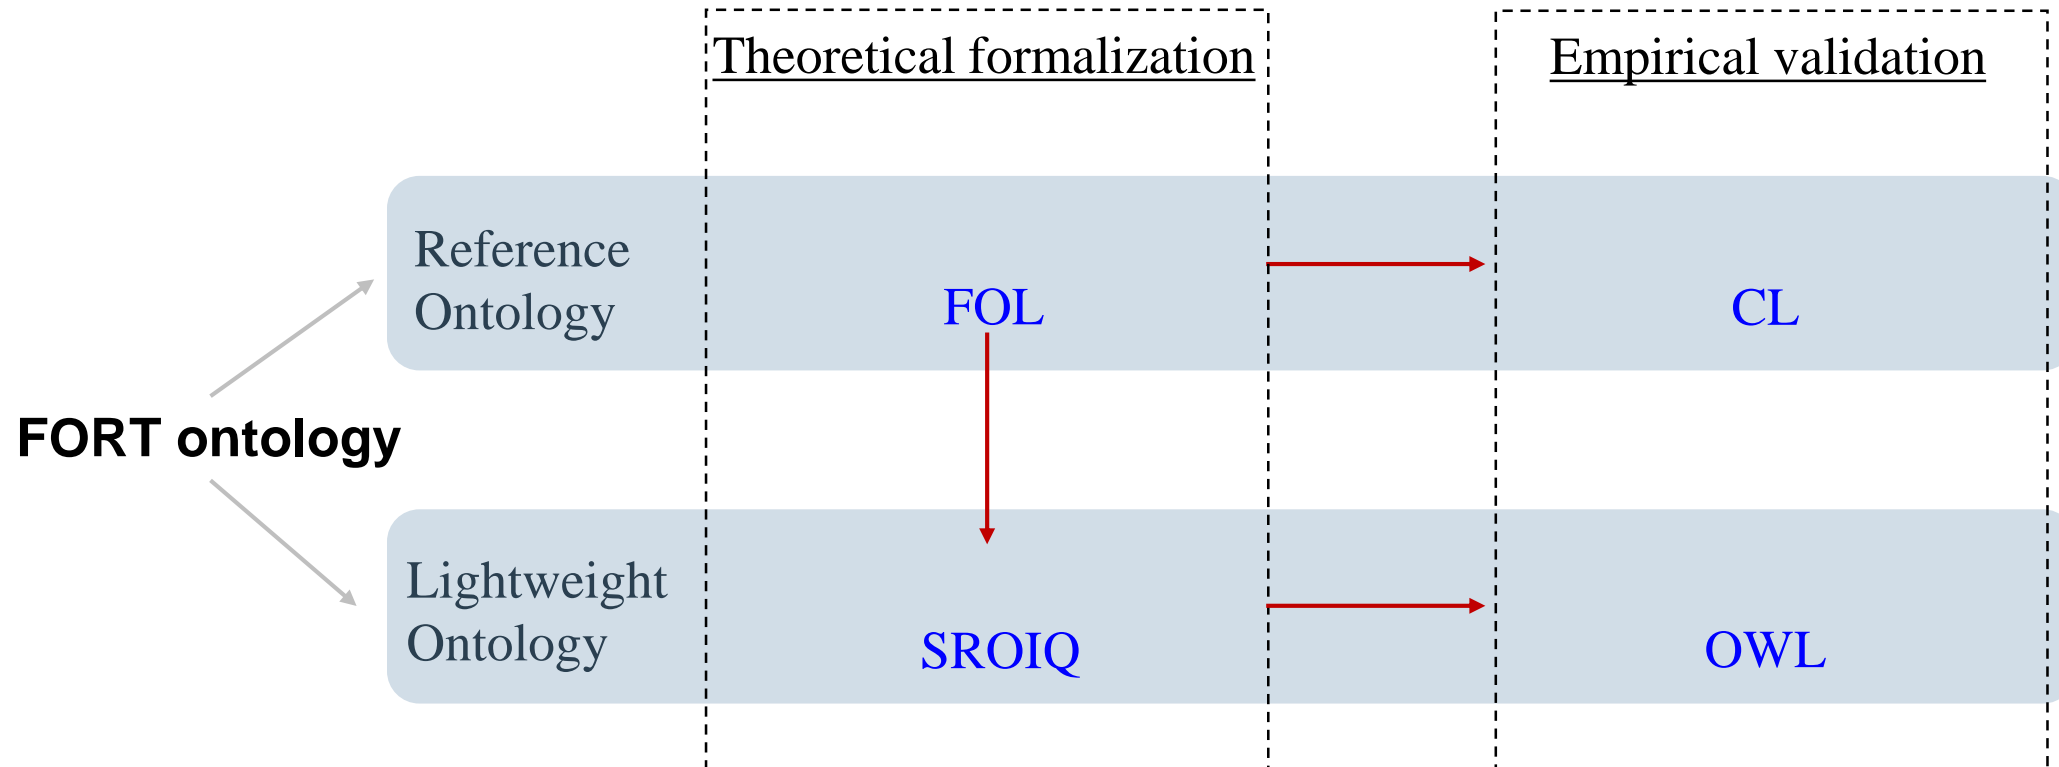 Theoretical formalization
Empirical validation
Reference
Ontology
FOL
CL
FORT ontology
Lightweight
Ontology
SROIQ
OWL